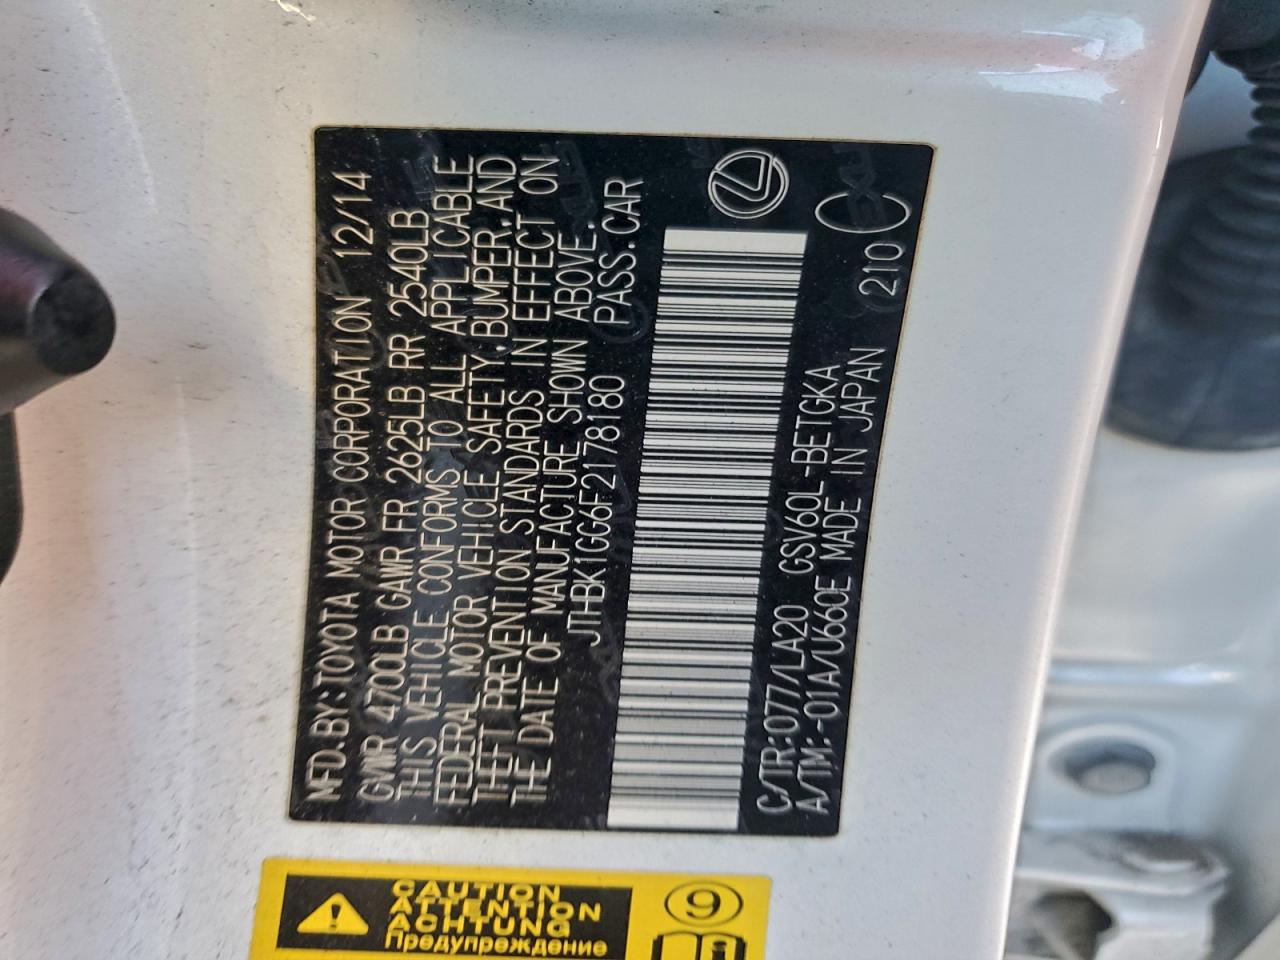 MFD.BY:TOYOTA MOTOR CORPORATION 12/14
GVWR 4700LB GAWR FR 2625LB RR 2540LB
THIS VEHICLE CONFORMS TO ALL APPLICABLE
FEDERAL MOTOR VEHICLE SAFETY,BUMPER,AND
THEFT PREVENTION STANDARDS IN EFFECT ON
THE DATE OF MANUFACTURE SHOWN ABOVE.
JTHBK1GG6F2178180 PASS.CAR
C/TR:077/LA20 GSV60L-BETGKA
A/TM:-01A/U660E MADE IN JAPAN 210 C
CAUTION
ATTENTION
ACHTUNG
Предупреждение
9
i